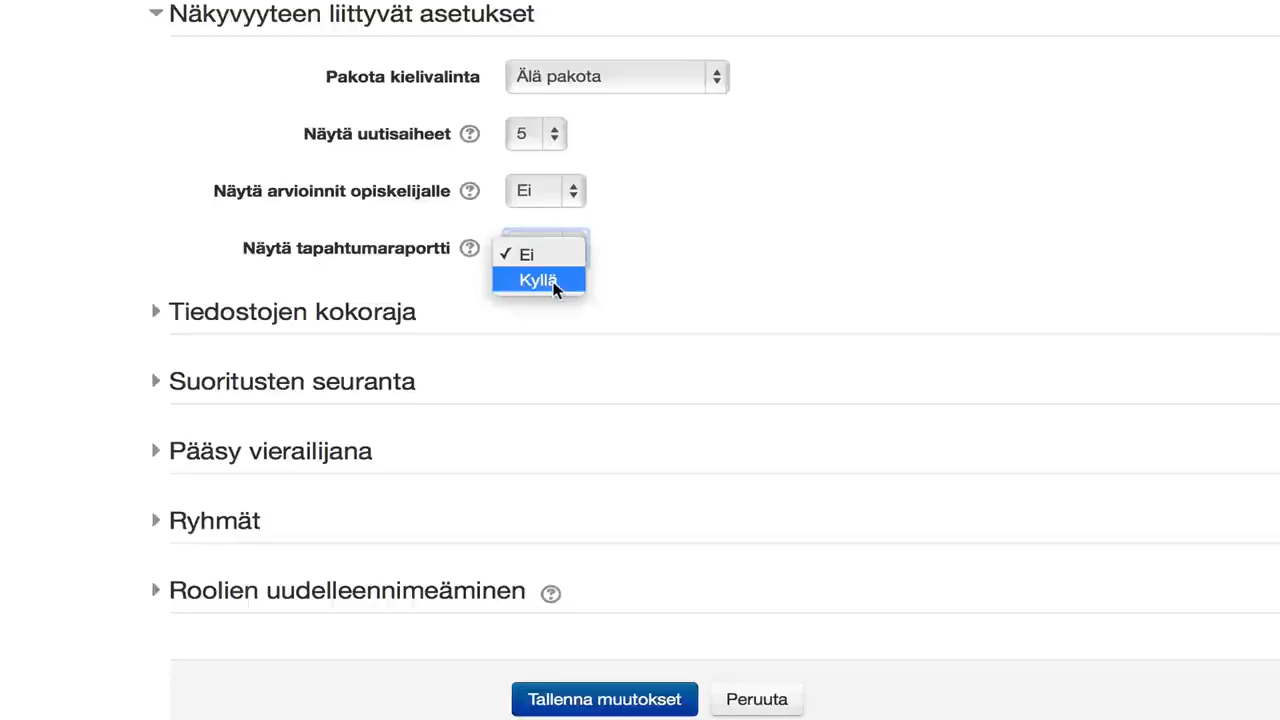 Näkyvyyteen liittyvät asetukset
Pakota kielivalinta Älä pakota
Näytä uutisaiheet 5
Näytä arvioinnit opiskelijalle Ei
Näytä tapahtumaraportti ✓ Ei
Kyllä
Tiedostojen kokoraja
Suoritusten seuranta
Pääsy vierailijana
Ryhmät
Roolien uudelleennimeäminen
Tallenna muutokset Peruuta